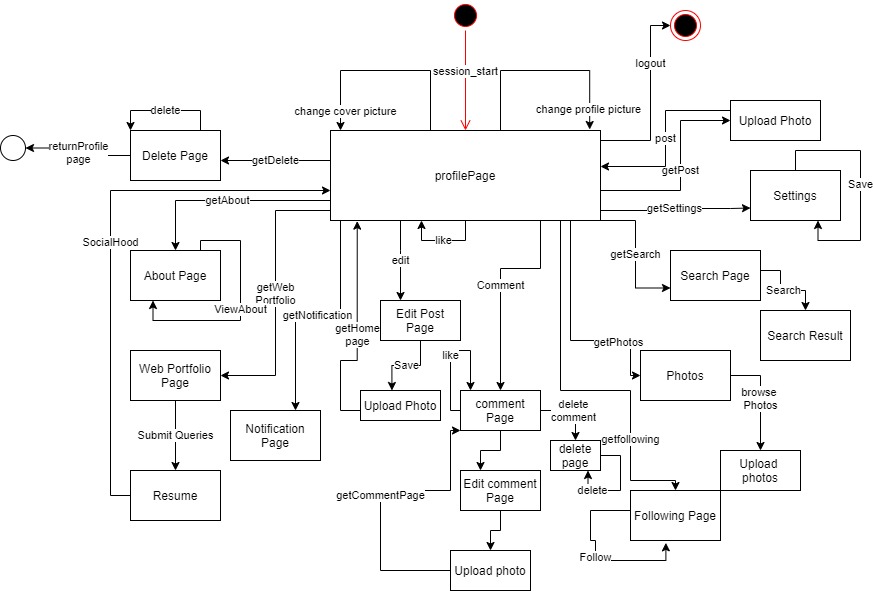 session_start
logout
change cover picture
change profile picture
delete
Upload Photo
post
returnProfile
page
Delete Page
getDelete
profilePage
getPost
Save
Settings
getAbout
getSettings
SocialHood
like
edit
getSearch
About Page
Search Page
Comment
getWeb
Portfolio
Search
ViewAbout
getNotification
Edit Post
Page
getHome
page
Search Result
getPhotos
like
Save
Web Portfolio
Page
Photos
browse
Photos
Upload Photo
comment
Page
delete
comment
Notification
Page
Submit Queries
getfollowing
delete
page
Upload
photos
Resume
getCommentPage
Edit comment
Page
delete
Following Page
Follow
Upload photo